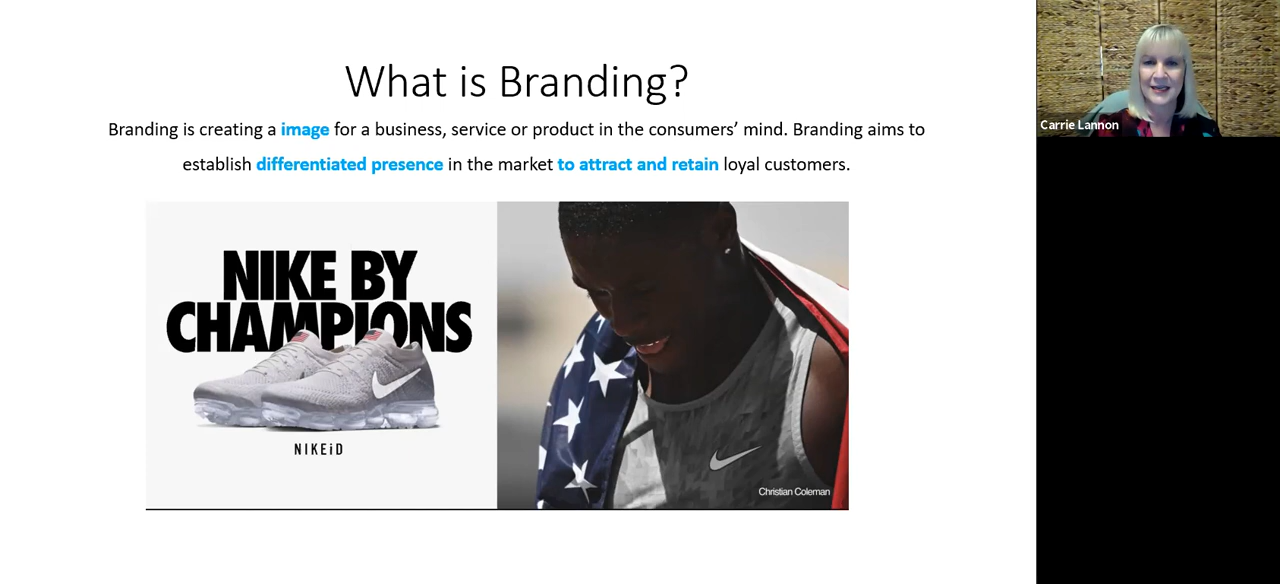 What is Branding?
Branding is creating a image for a business, service or product in the consumers’ mind. Branding aims to
establish differentiated presence in the market to attract and retain loyal customers.
NIKE BY
CHAMPIONS
NIKEiD
Christian Coleman
Carrie Lannon